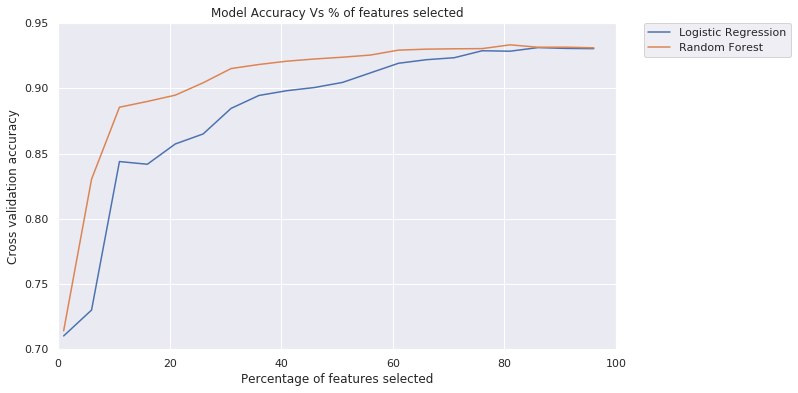 Model Accuracy Vs % of features selected
Logistic Regression
Random Forest
Cross validation accuracy
0.95
0.90
0.85
0.80
0.75
0.70
0
20
40
60
80
100
Percentage of features selected